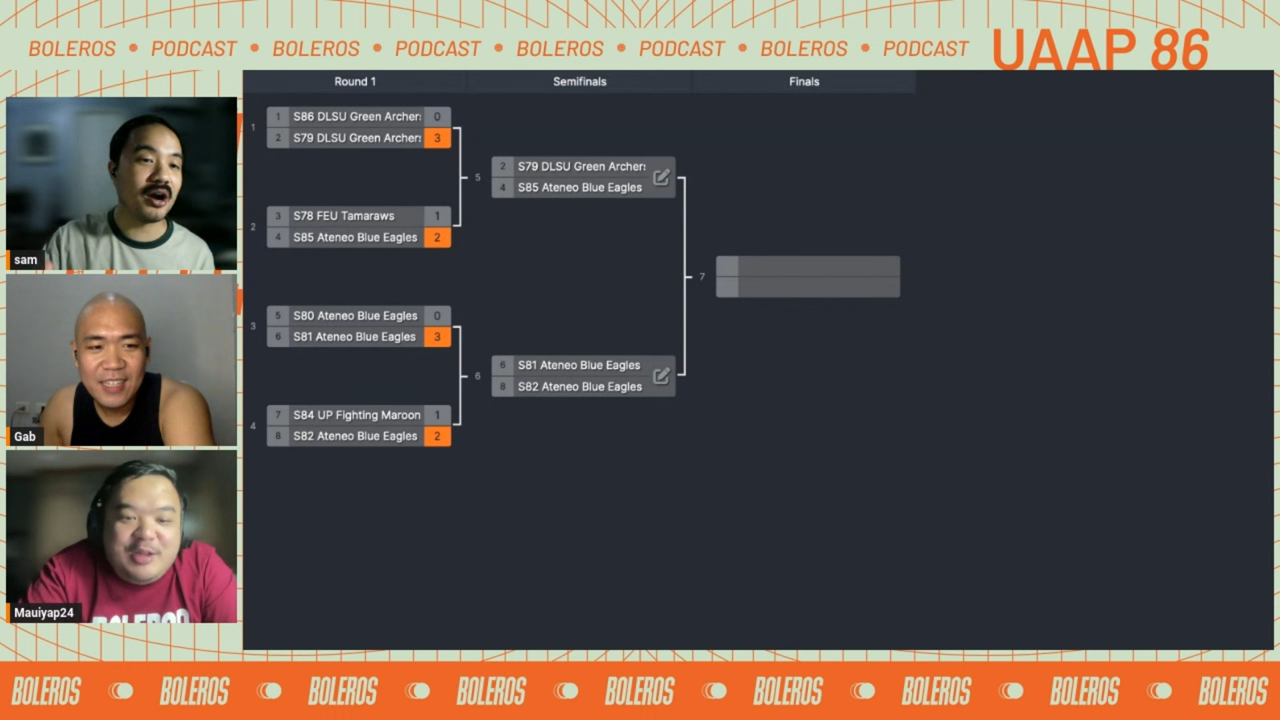 BOLEROS • PODCAST • BOLEROS • PODCAST • BOLEROS • PODCAST • BOLEROS • PODCAST
UAAP 86
Round 1
Semifinals
Finals
1
1 S86 DLSU Green Archer 0
2 S79 DLSU Green Archer 3
2
3 S78 FEU Tamaraws 1
4 S85 Ateneo Blue Eagles 2
3
5 S80 Ateneo Blue Eagles 0
6 S81 Ateneo Blue Eagles 3
4
7 S84 UP Fighting Maroon 1
8 S82 Ateneo Blue Eagles 2
5
2 S79 DLSU Green Archer
4 S85 Ateneo Blue Eagles
6
6 S81 Ateneo Blue Eagles
8 S82 Ateneo Blue Eagles
7
sam
Gab
BOLEROS
Mauiyap24
BOLEROS BOLEROS BOLEROS BOLEROS BOLEROS BOLEROS BOLEROS BOLEROS BOLEROS